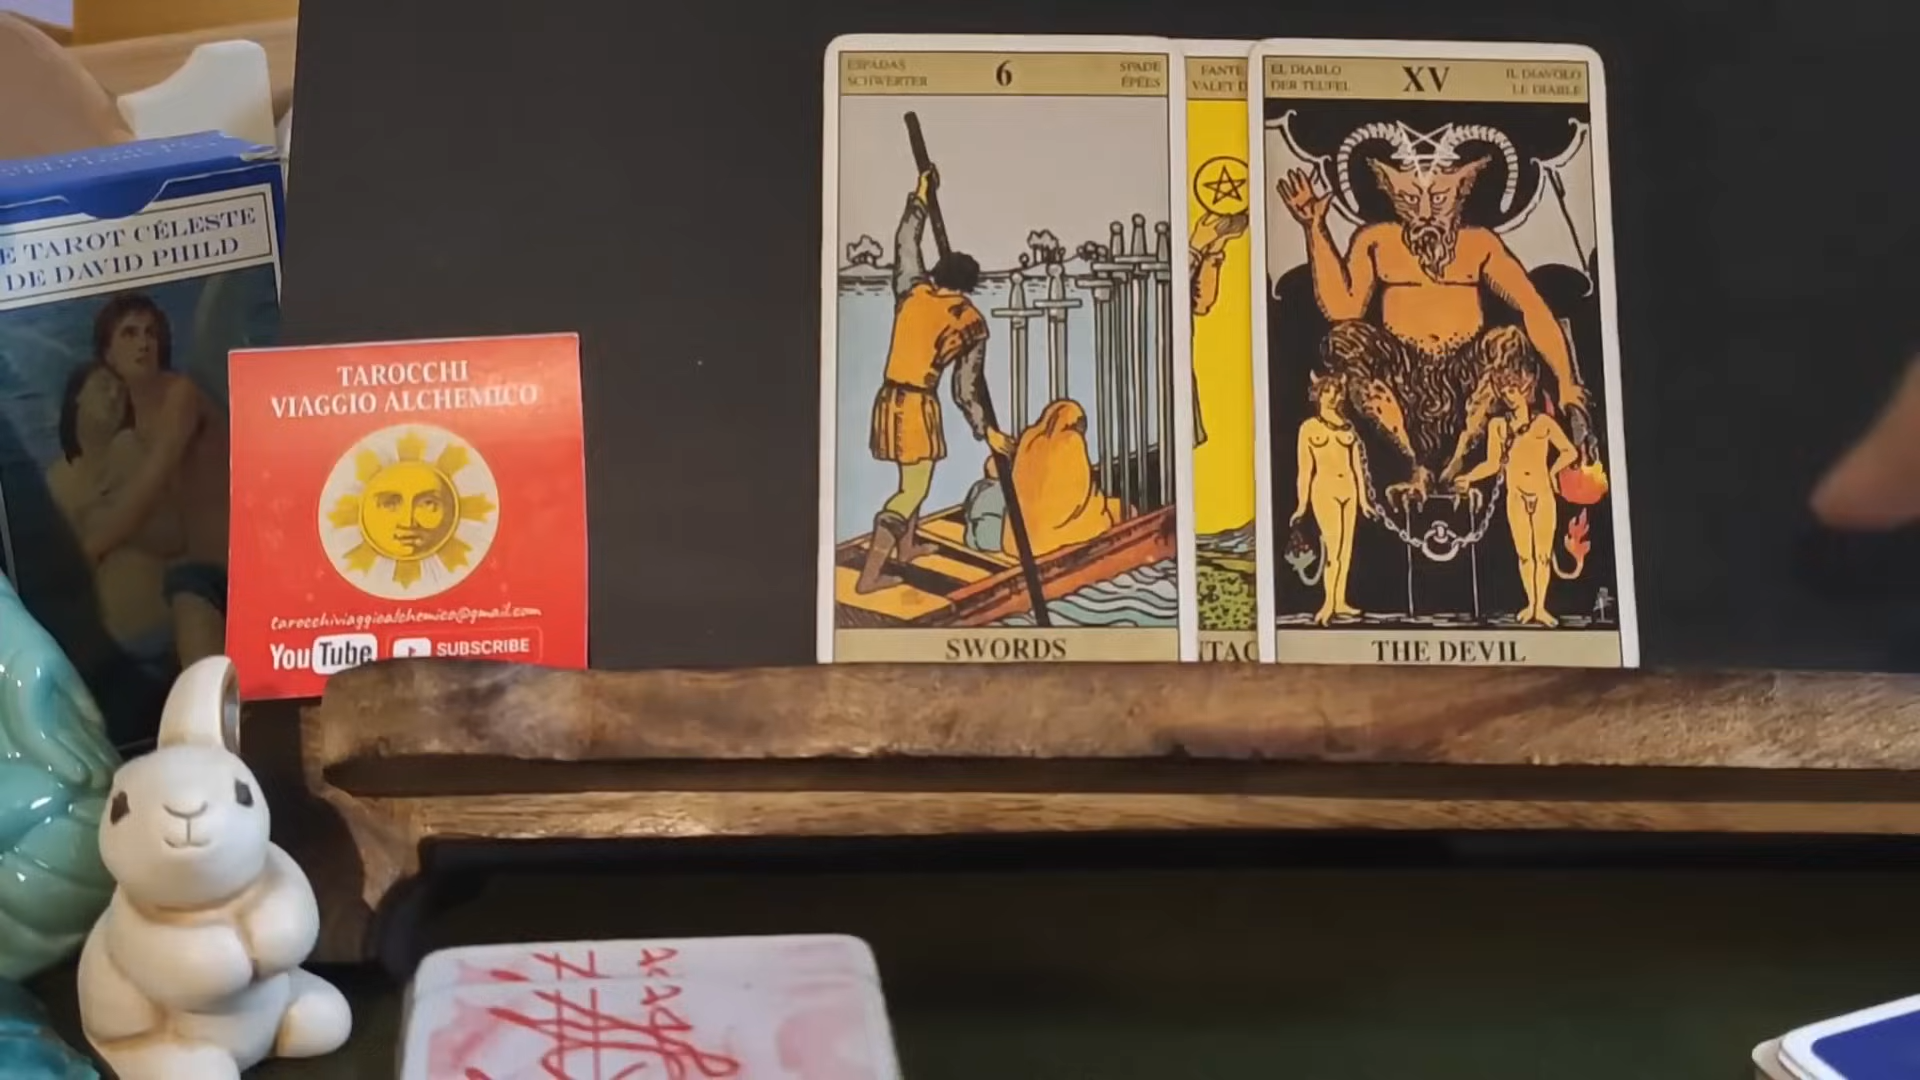 E TAROT CÉLESTE
DE DAVID PHILD
TAROCCHI
VIAGGIO ALCHEMICO
tarocchiviaggioalchemico@gmail.com
YouTube SUBSCRIBE
ESPADAS 6 SPADE
SCHWERTER ÉPÉES
SWORDS
FANTE
VALET D
NTAC
EL DIABLO XV IL DIAVOLO
DER TEUFEL LE DIABLE
THE DEVIL